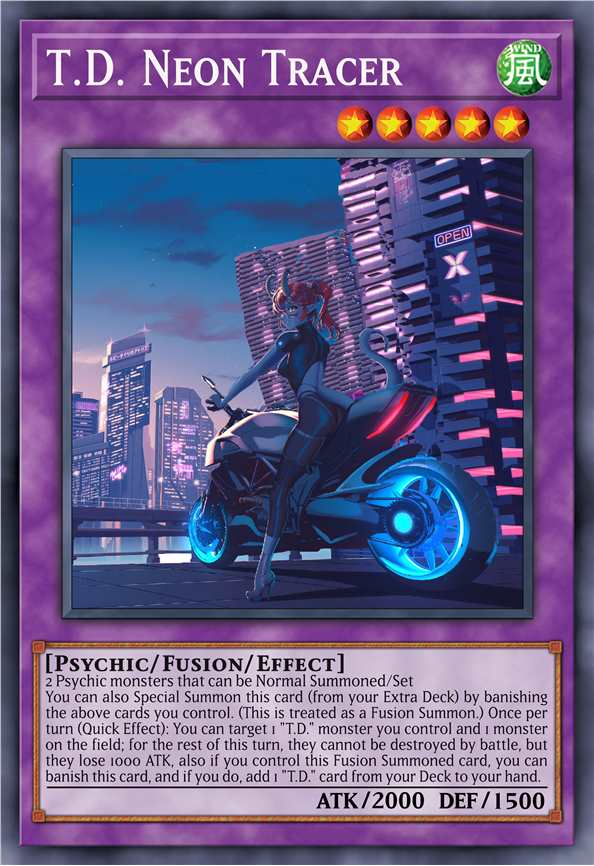 T.D. Neon Tracer
WIND
風
OPEN
X
[Psychic/Fusion/Effect]
2 Psychic monsters that can be Normal Summoned/Set
You can also Special Summon this card (from your Extra Deck) by banishing
the above cards you control. (This is treated as a Fusion Summon.) Once per
turn (Quick Effect): You can target 1 "T.D." monster you control and 1 monster
on the field; for the rest of this turn, they cannot be destroyed by battle, but
they lose 1000 ATK, also if you control this Fusion Summoned card, you can
banish this card, and if you do, add 1 "T.D." card from your Deck to your hand.
ATK/2000 DEF/1500